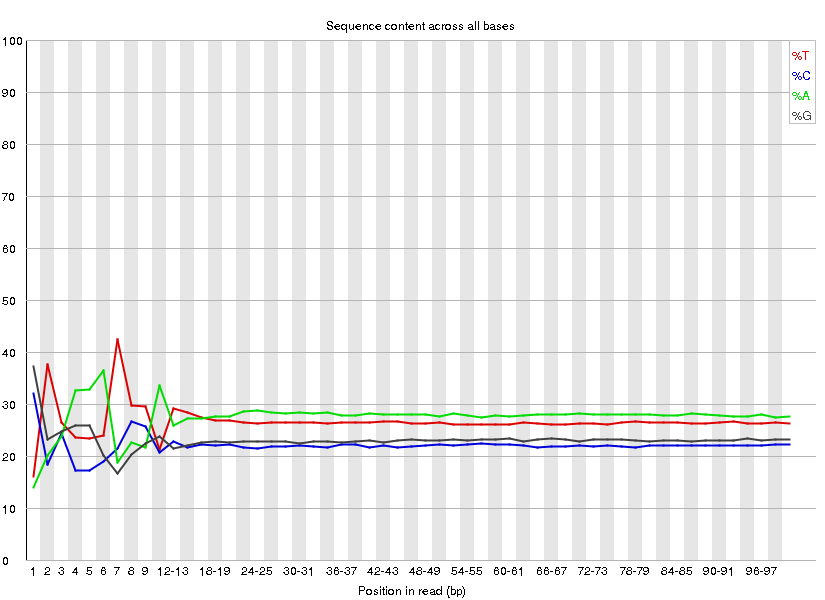 Sequence content across all bases
100
90
80
70
60
50
40
30
20
10
0
%T
%C
%A
%G
1 2 3 4 5 6 7 8 9 12-13 18-19 24-25 30-31 36-37 42-43 48-49 54-55 60-61 66-67 72-73 78-79 84-85 90-91 96-97
Position in read (bp)